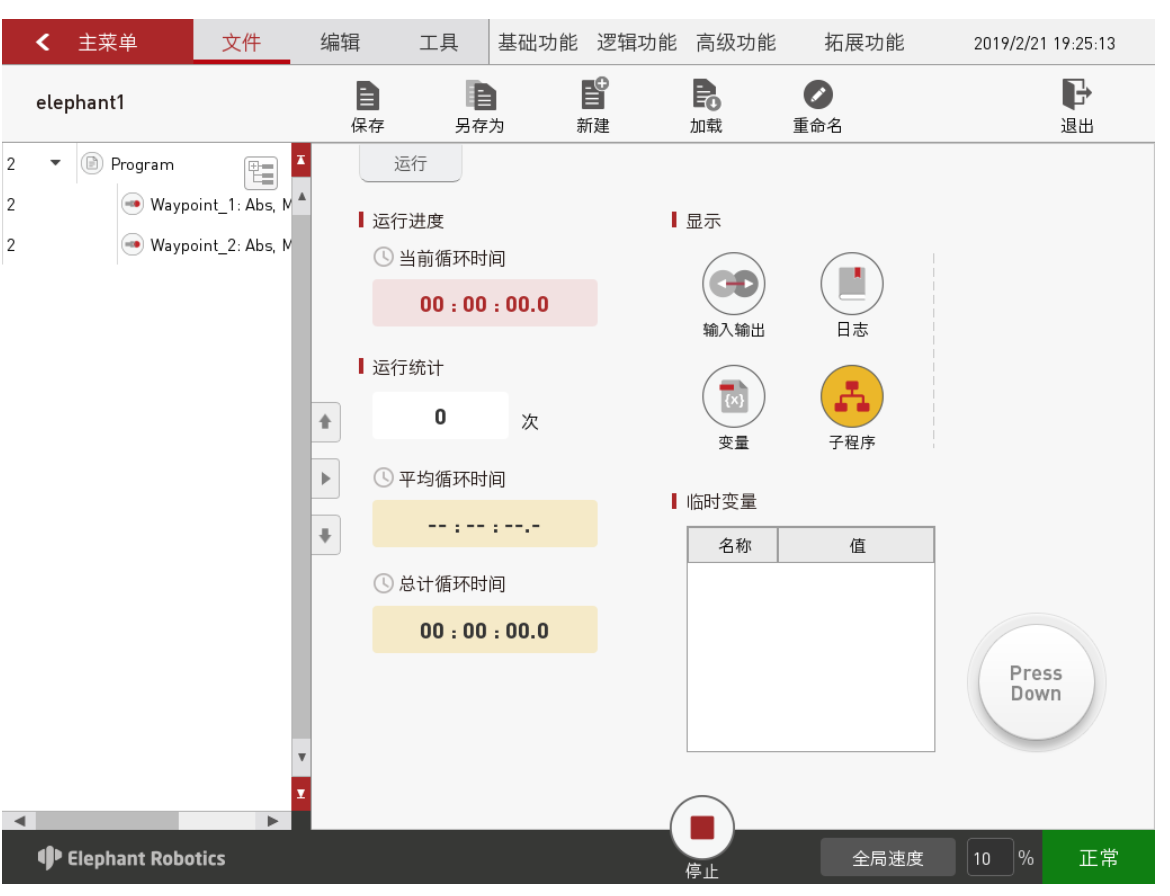 主菜单 文件 编辑 工具 基础功能 逻辑功能 高级功能 拓展功能 2019/2/21 19:25:13
elephant1 保存 另存为 新建 加载 重命名 退出
2 Program
2 Waypoint_1: Abs, M
2 Waypoint_2: Abs, M
运行
运行进度
当前循环时间
00 : 00 : 00.0
运行统计
0 次
平均循环时间
-- : -- : --.-
总计循环时间
00 : 00 : 00.0
显示
输入输出 日志
{x}
变量 子程序
临时变量
名称 值
Press
Down
Elephant Robotics 停止 全局速度 10 % 正常